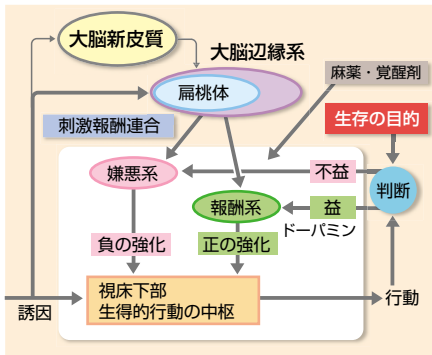 大脳新皮質
大脳辺縁系
扁桃体
麻薬・覚醒剤
刺激報酬連合
生存の目的
嫌悪系
不益
判断
報酬系
益
ドーパミン
負の強化
正の強化
視床下部
生得的行動の中枢
誘因
行動